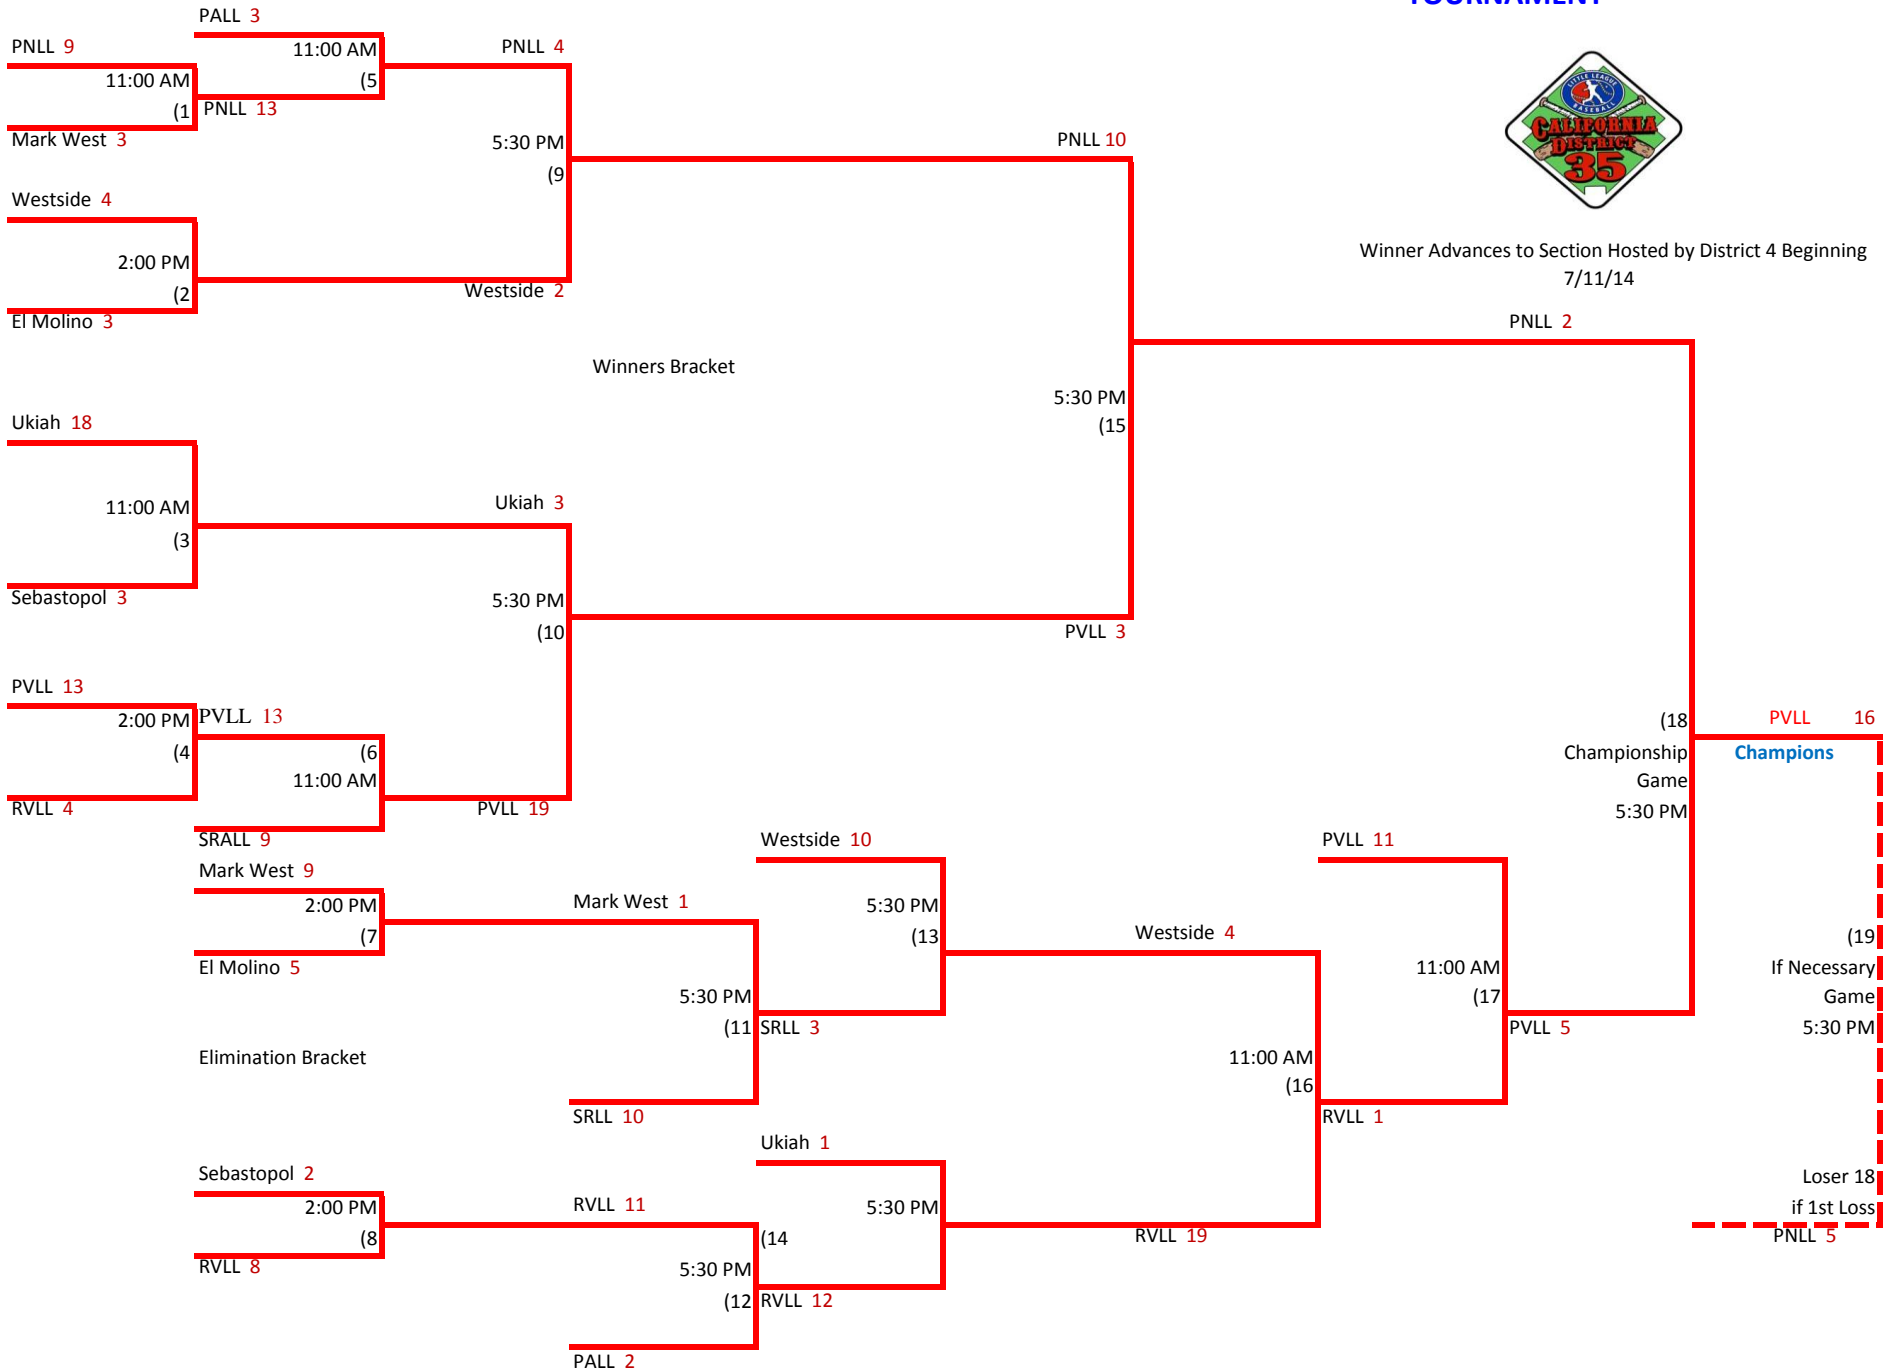 TOURNAMENT
PALL 3
PNLL 9
11:00 AM
PNLL 4
11:00 AM
(5
(1
PNLL 13
Mark West 3
5:30 PM
PNLL 10
(9
Westside 4
2:00 PM
(2
Westside 2
El Molino 3
LITTLE LEAGUE
BASEBALL
CALIFORNIA
DISTRICT
35
Winner Advances to Section Hosted by District 4 Beginning
7/11/14
PNLL 2
Winners Bracket
5:30 PM
(15
Ukiah 18
11:00 AM
Ukiah 3
(3
Sebastopol 3
5:30 PM
(10
PVLL 3
PVLL 13
2:00 PM
PVLL 13
(4
(6
11:00 AM
RVLL 4
PVLL 19
SRALL 9
(18
PVLL 16
Championship
Champions
Game
5:30 PM
Mark West 9
2:00 PM
Mark West 1
(7
El Molino 5
Westside 10
5:30 PM
(13
Westside 4
PVLL 11
5:30 PM
(11
SRLL 3
11:00 AM
(17
PVLL 5
(19
If Necessary
Game
5:30 PM
Elimination Bracket
11:00 AM
(16
SRLL 10
RVLL 1
Ukiah 1
Sebastopol 2
2:00 PM
RVLL 11
5:30 PM
(8
(14
RVLL 19
RVLL 8
5:30 PM
(12
RVLL 12
PALL 2
Loser 18
if 1st Loss
PNLL 5